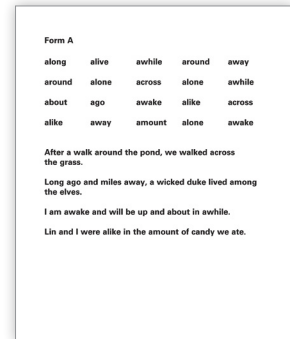 Form A
along alive awhile around away
around alone across alone awhile
about ago awake alike across
alike away amount alone awake
After a walk around the pond, we walked across
the grass.
Long ago and miles away, a wicked duke lived among
the elves.
I am awake and will be up and about in awhile.
Lin and I were alike in the amount of candy we ate.